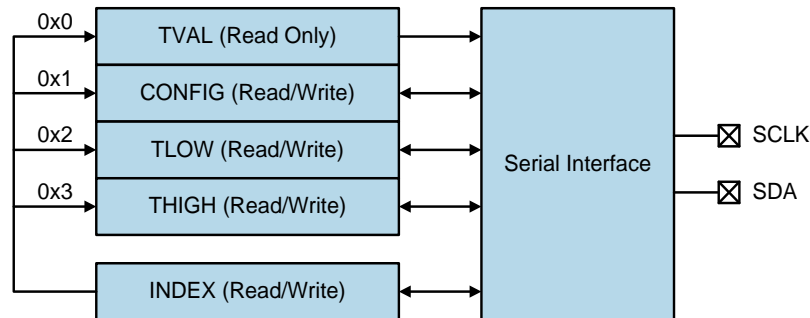 0x0
TVAL (Read Only)
0x1
CONFIG (Read/Write)
0x2
TLOW (Read/Write)
0x3
THIGH (Read/Write)
INDEX (Read/Write)
Serial Interface
SCLK
SDA